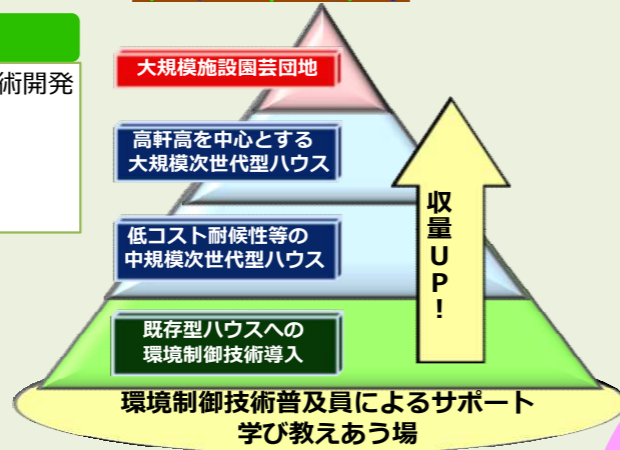 術開発
大規模施設園芸団地
高軒高を中心とする
大規模次世代型ハウス
低コスト耐候性等の
中規模次世代型ハウス
収量UP！
既存型ハウスへの
環境制御技術導入
環境制御技術普及員によるサポート
学び教えあう場